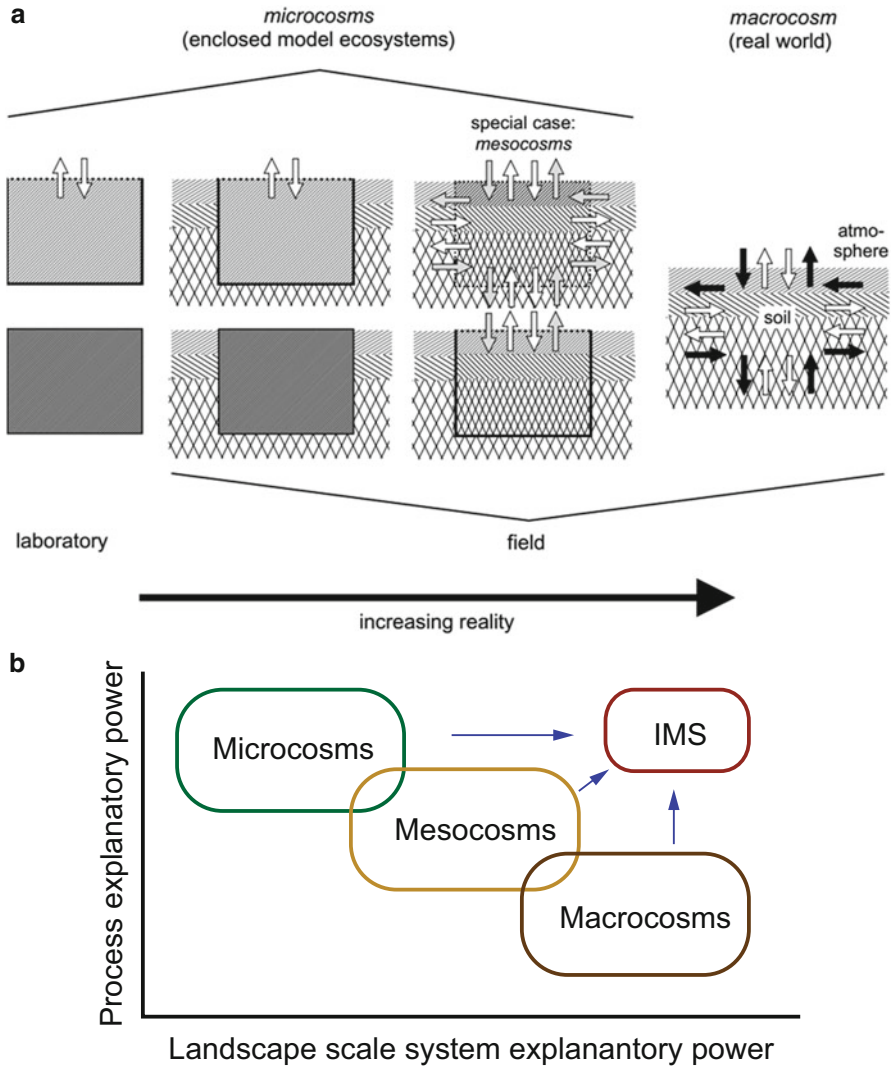 a
microcosms
(enclosed model ecosystems)
macrocosm
(real world)
special case:
mesocosms
atmo-
sphere
soil
laboratory
field
increasing reality
b
Process explanatory power
Microcosms
IMS
Mesocosms
Macrocosms
Landscape scale system explanantory power